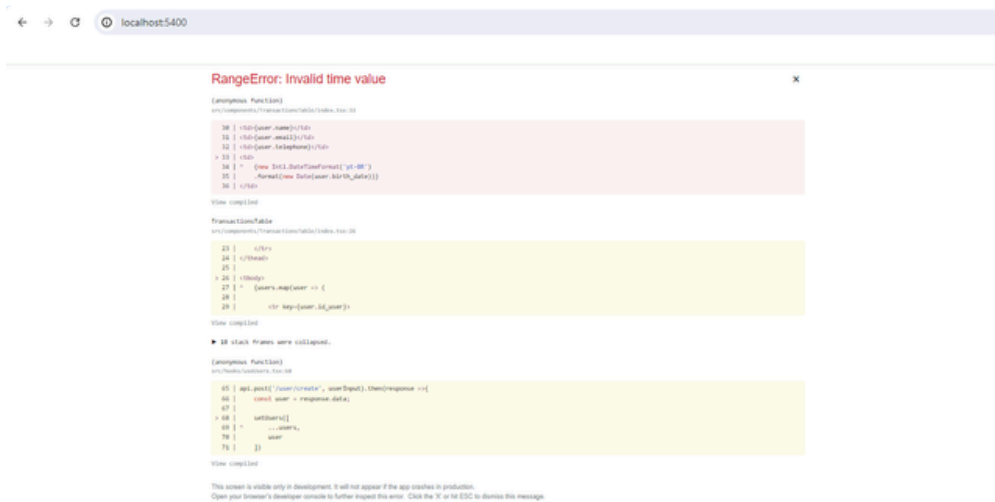 localhost:5400
RangeError: Invalid time value
×
(anonymous function)
src/components/TransactionsTable/index.tsx:33
30 | <td>{user.name}</td>
31 | <td>{user.email}</td>
32 | <td>{user.telephone}</td>
> 33 | <td>
34 | ^ {new Intl.DateTimeFormat('pt-BR')
35 | .format(new Date(user.birth_date))}
36 | </td>
View compiled
TransactionsTable
src/components/TransactionsTable/index.tsx:26
23 | </tr>
24 | </thead>
25 |
> 26 | <tbody>
27 | ^ {users.map(user => (
28 |
29 | <tr key={user.id_user}>
View compiled
▶ 18 stack frames were collapsed.
(anonymous function)
src/hooks/useUsers.tsx:68
65 | api.post('/user/create', userInput).then(response =>{
66 | const user = response.data;
67 |
> 68 | setUsers([
69 | ^ ...users,
70 | user
71 | ])
View compiled
This screen is visible only in development. It will not appear if the app crashes in production.
Open your browser's developer console to further inspect this error. Click the 'X' or hit ESC to dismiss this message.